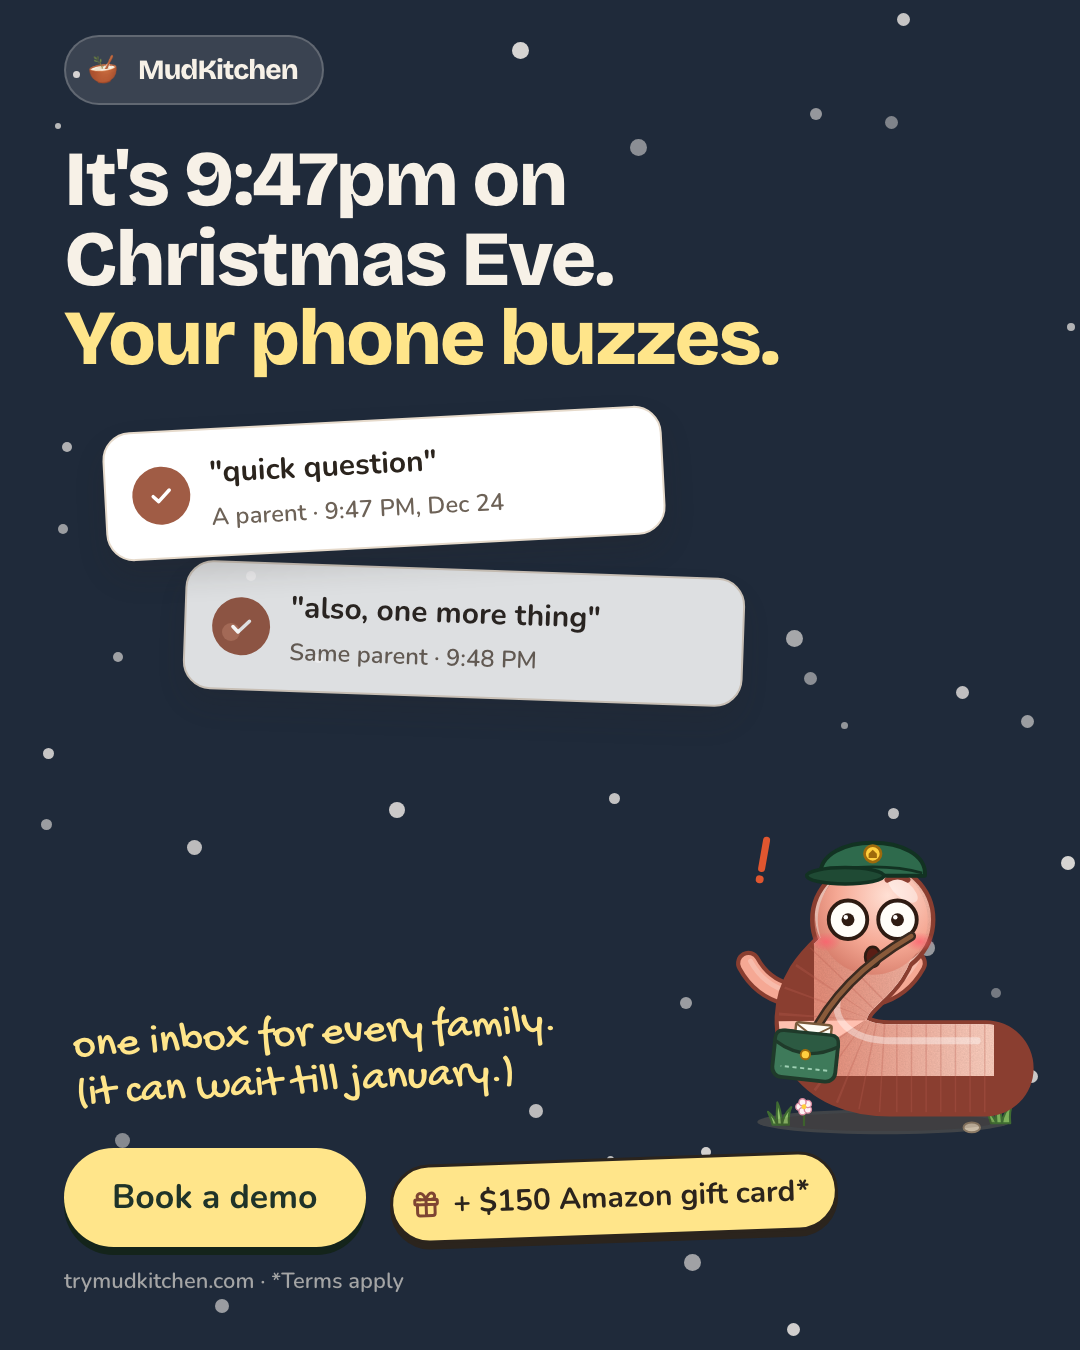 MudKitchen
It's 9:47pm on
Christmas Eve.
Your phone buzzes.
"quick question"
A parent · 9:47 PM, Dec 24
"also, one more thing"
Same parent · 9:48 PM
!
one inbox for every family.
(it can wait till january.)
Book a demo
+ $150 Amazon gift card*
trymudkitchen.com · *Terms apply